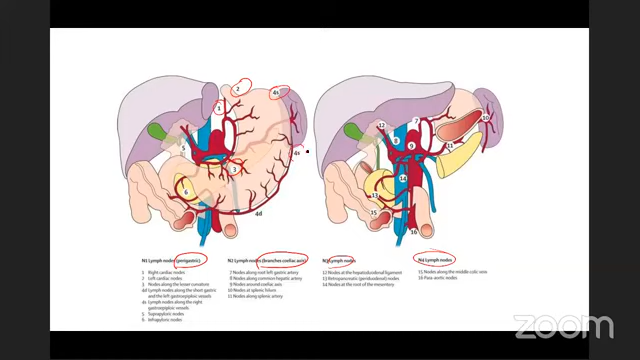 1
2
4s
4s
3
5
6
4d
12
8
7
9
10
11
14
13
15
16
N1 Lymph nodes (perigastric)
1 Right cardiac nodes
2 Left cardiac nodes
3 Nodes along the lesser curvature
4d Lymph nodes along the short gastric
and the left gastroepiploic vessels
4s Lymph nodes along the right
gastroepiploic vessels
5 Suprapyloric nodes
6 Infrapyloric nodes
N2 Lymph nodes (branches coeliac axis)
7 Nodes along root left gastric artery
8 Nodes along common hepatic artery
9 Nodes around coeliac axis
10 Nodes at splenic hilum
11 Nodes along splenic artery
N3 Lymph nodes
12 Nodes at the hepatoduodenal ligament
13 Retropancreatic (periduodenal) nodes
14 Nodes at the root of the mesentery
N4 Lymph nodes
15 Nodes along the middle colic vein
16 Para-aortic nodes
zoom